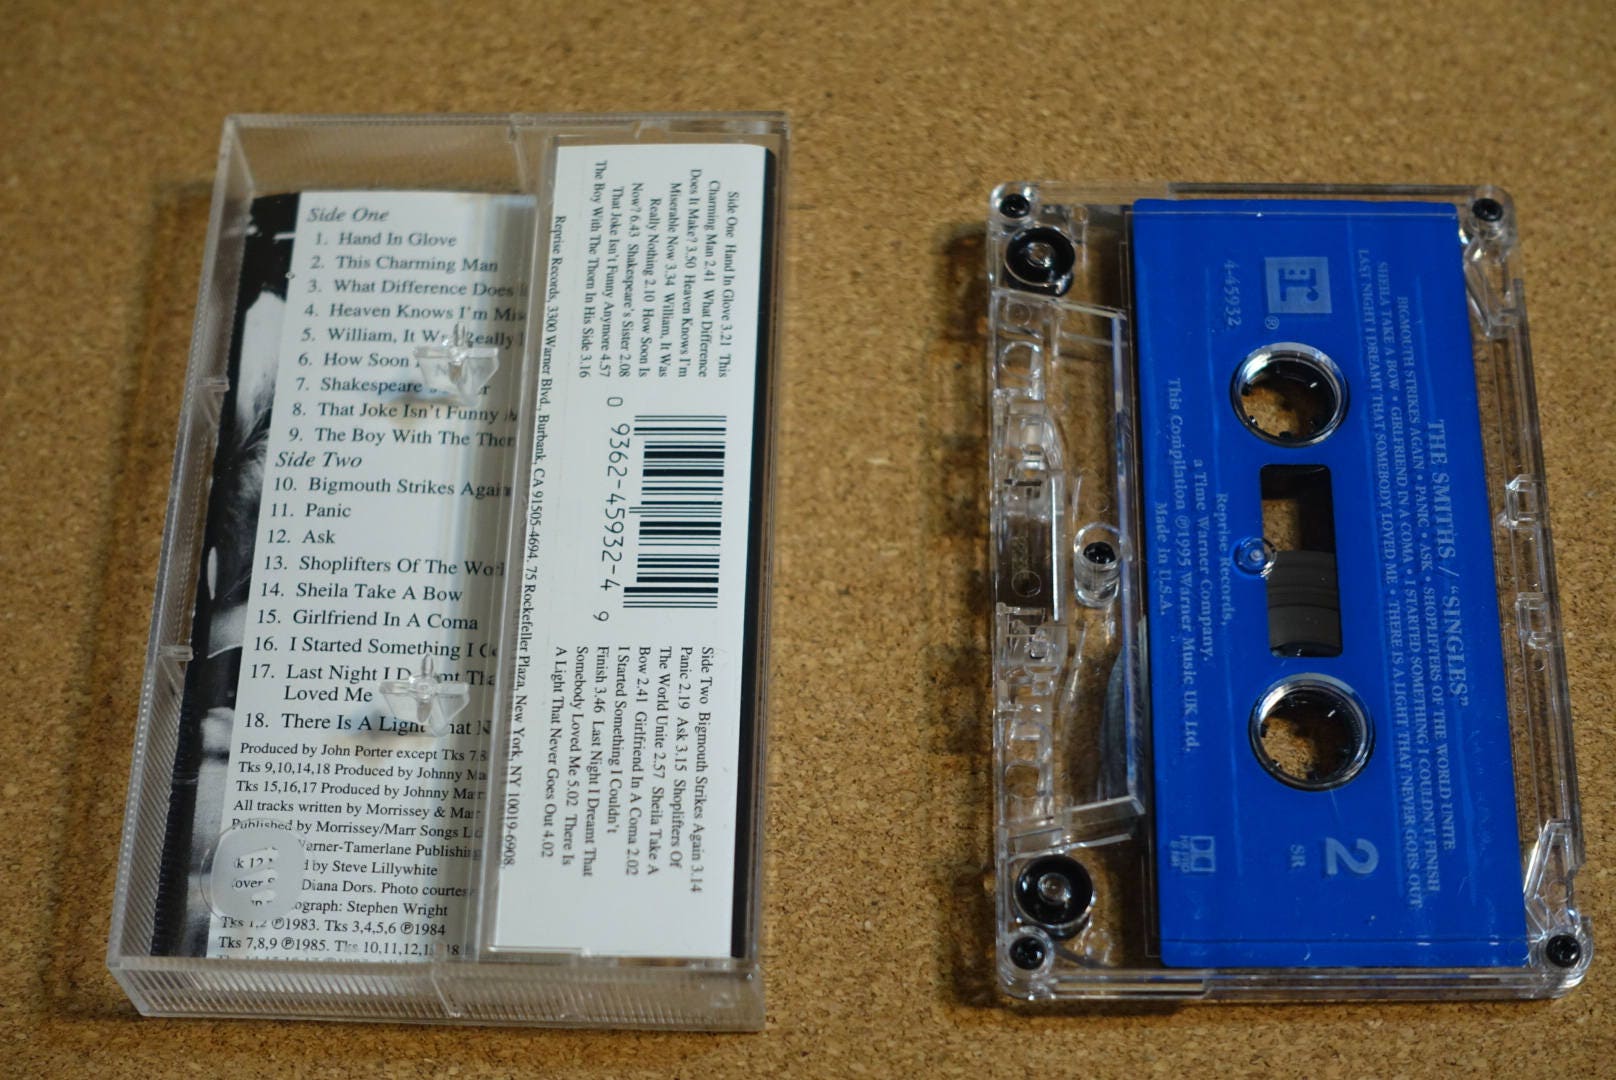 Side One
1. Hand In Glove
2. This Charming Man
3. What Difference Does
4. Heaven Knows I'm Mis
5. William, It W eally
6. How Soon
7. Shakespeare
8. That Joke Isn't Funny
9. The Boy With The Thor
Side Two
10. Bigmouth Strikes Again
11. Panic
12. Ask
13. Shoplifters Of The Wo
14. Sheila Take A Bow
15. Girlfriend In A Coma
16. I Started Something I
17. Last Night I D mt Tha
Loved Me
18. There Is A Light hat N
Produced by John Porter except Tks 7,8
Tks 9,10,14,18 Produced by Johnny Ma
Tks 15,16,17 Produced by Johnny Mar
All tracks written by Morrissey & Mar
Published by Morrissey/Marr Songs L
arner-Tamerlane Publishin
k 12 d by Steve Lillywhite
over Diana Dors. Photo courtes
ograph: Stephen Wright
Tks 1,2 ℗1983. Tks 3,4,5,6 ℗1984
Tks 7,8,9 ℗1985. Tks 10,11,12,1 18
Side One Hand In Glove 3.21 This
Charming Man 2.41 What Difference
Does It Make? 3.50 Heaven Knows I'm
Miserable Now 3.34 William, It Was
Really Nothing 2.10 How Soon Is
Now? 6.43 Shakespeare's Sister 2.08
That Joke Isn't Funny Anymore 4.57
The Boy With The Thorn In His Side 3.16
0 9362-45932-4 9
Side Two Bigmouth Strikes Again 3.14
Panic 2.19 Ask 3.15 Shoplifters Of
The World Unite 2.57 Sheila Take A
Bow 2.41 Girlfriend In A Coma 2.02
I Started Something I Couldn't
Finish 3.46 Last Night I Dreamt That
Somebody Loved Me 5.02 There Is
A Light That Never Goes Out 4.02
Reprise Records, 3300 Warner Blvd., Burbank, CA 91505-4694. 75 Rockefeller Plaza, New York, NY 10019-6908.
THE SMITHS / "SINGLES"
BIGMOUTH STRIKES AGAIN • PANIC • ASK • SHOPLIFTERS OF THE WORLD UNITE
SHEILA TAKE A BOW • GIRLFRIEND IN A COMA • I STARTED SOMETHING I COULDN'T FINISH
LAST NIGHT I DREAMT THAT SOMEBODY LOVED ME • THERE IS A LIGHT THAT NEVER GOES OUT
r ®
4-45932
2
SR
Reprise Records,
a Time Warner Company.
This Compilation ℗1995 Warner Music UK Ltd.
Made in U.S.A.